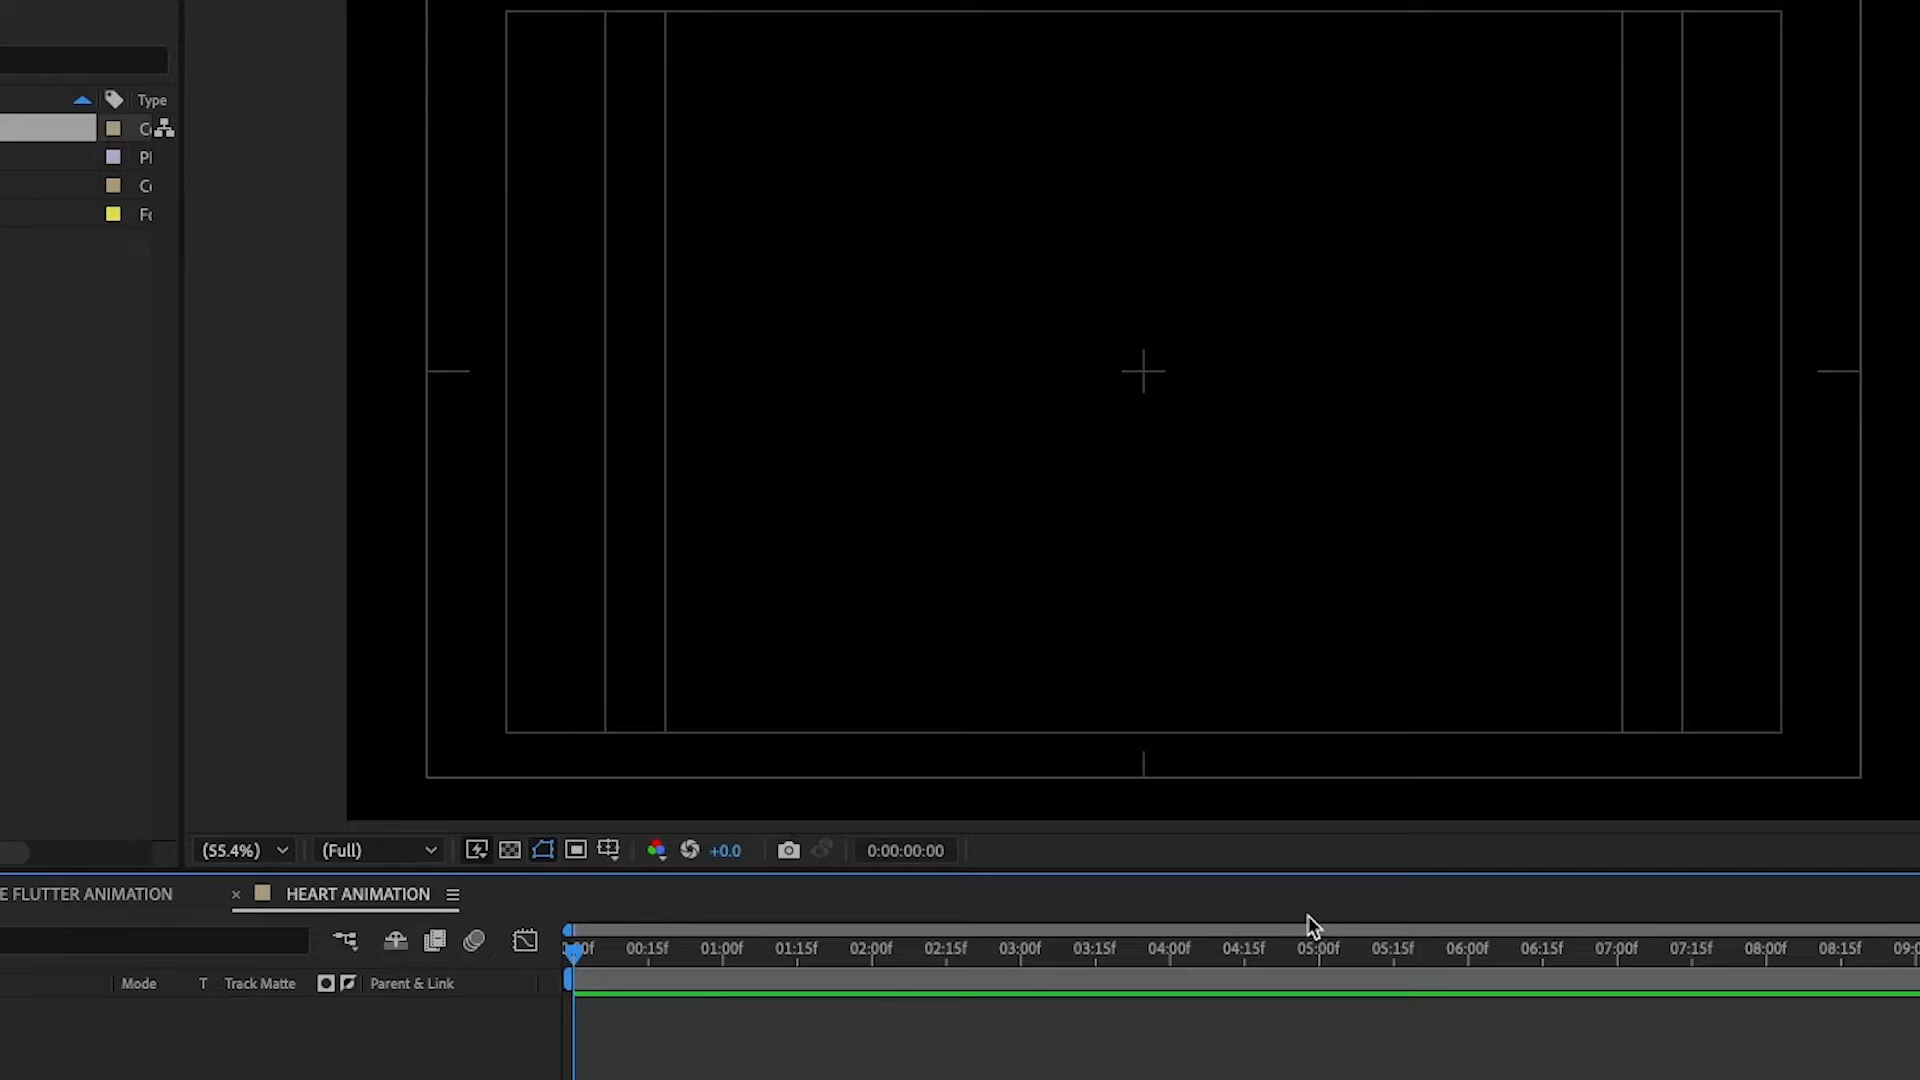 Type
(55.4%)
(Full)
+0.0
0:00:00:00
E FLUTTER ANIMATION
× HEART ANIMATION
00:15f 01:00f 01:15f 02:00f 02:15f 03:00f 03:15f 04:00f 04:15f 05:00f 05:15f 06:00f 06:15f 07:00f 07:15f 08:00f 08:15f
Mode T Track Matte Parent & Link